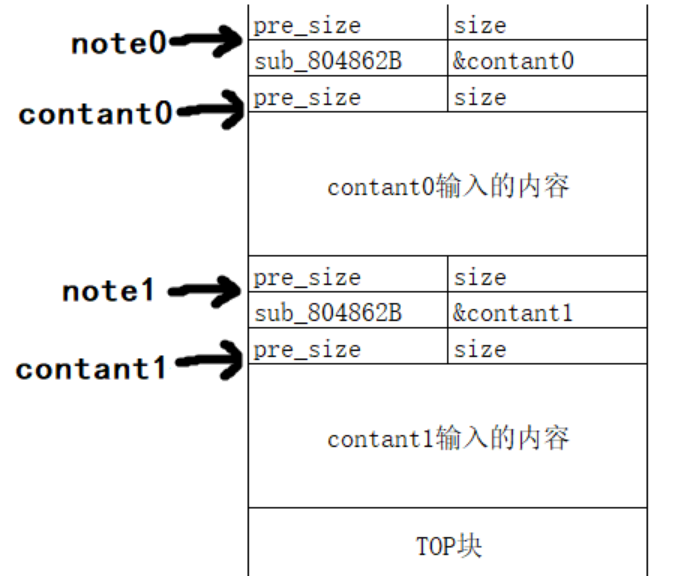 pre_size size
note0
sub_804862B &contant0
pre_size size
contant0
contant0输入的内容
pre_size size
note1
sub_804862B &contant1
pre_size size
contant1
contant1输入的内容
TOP块